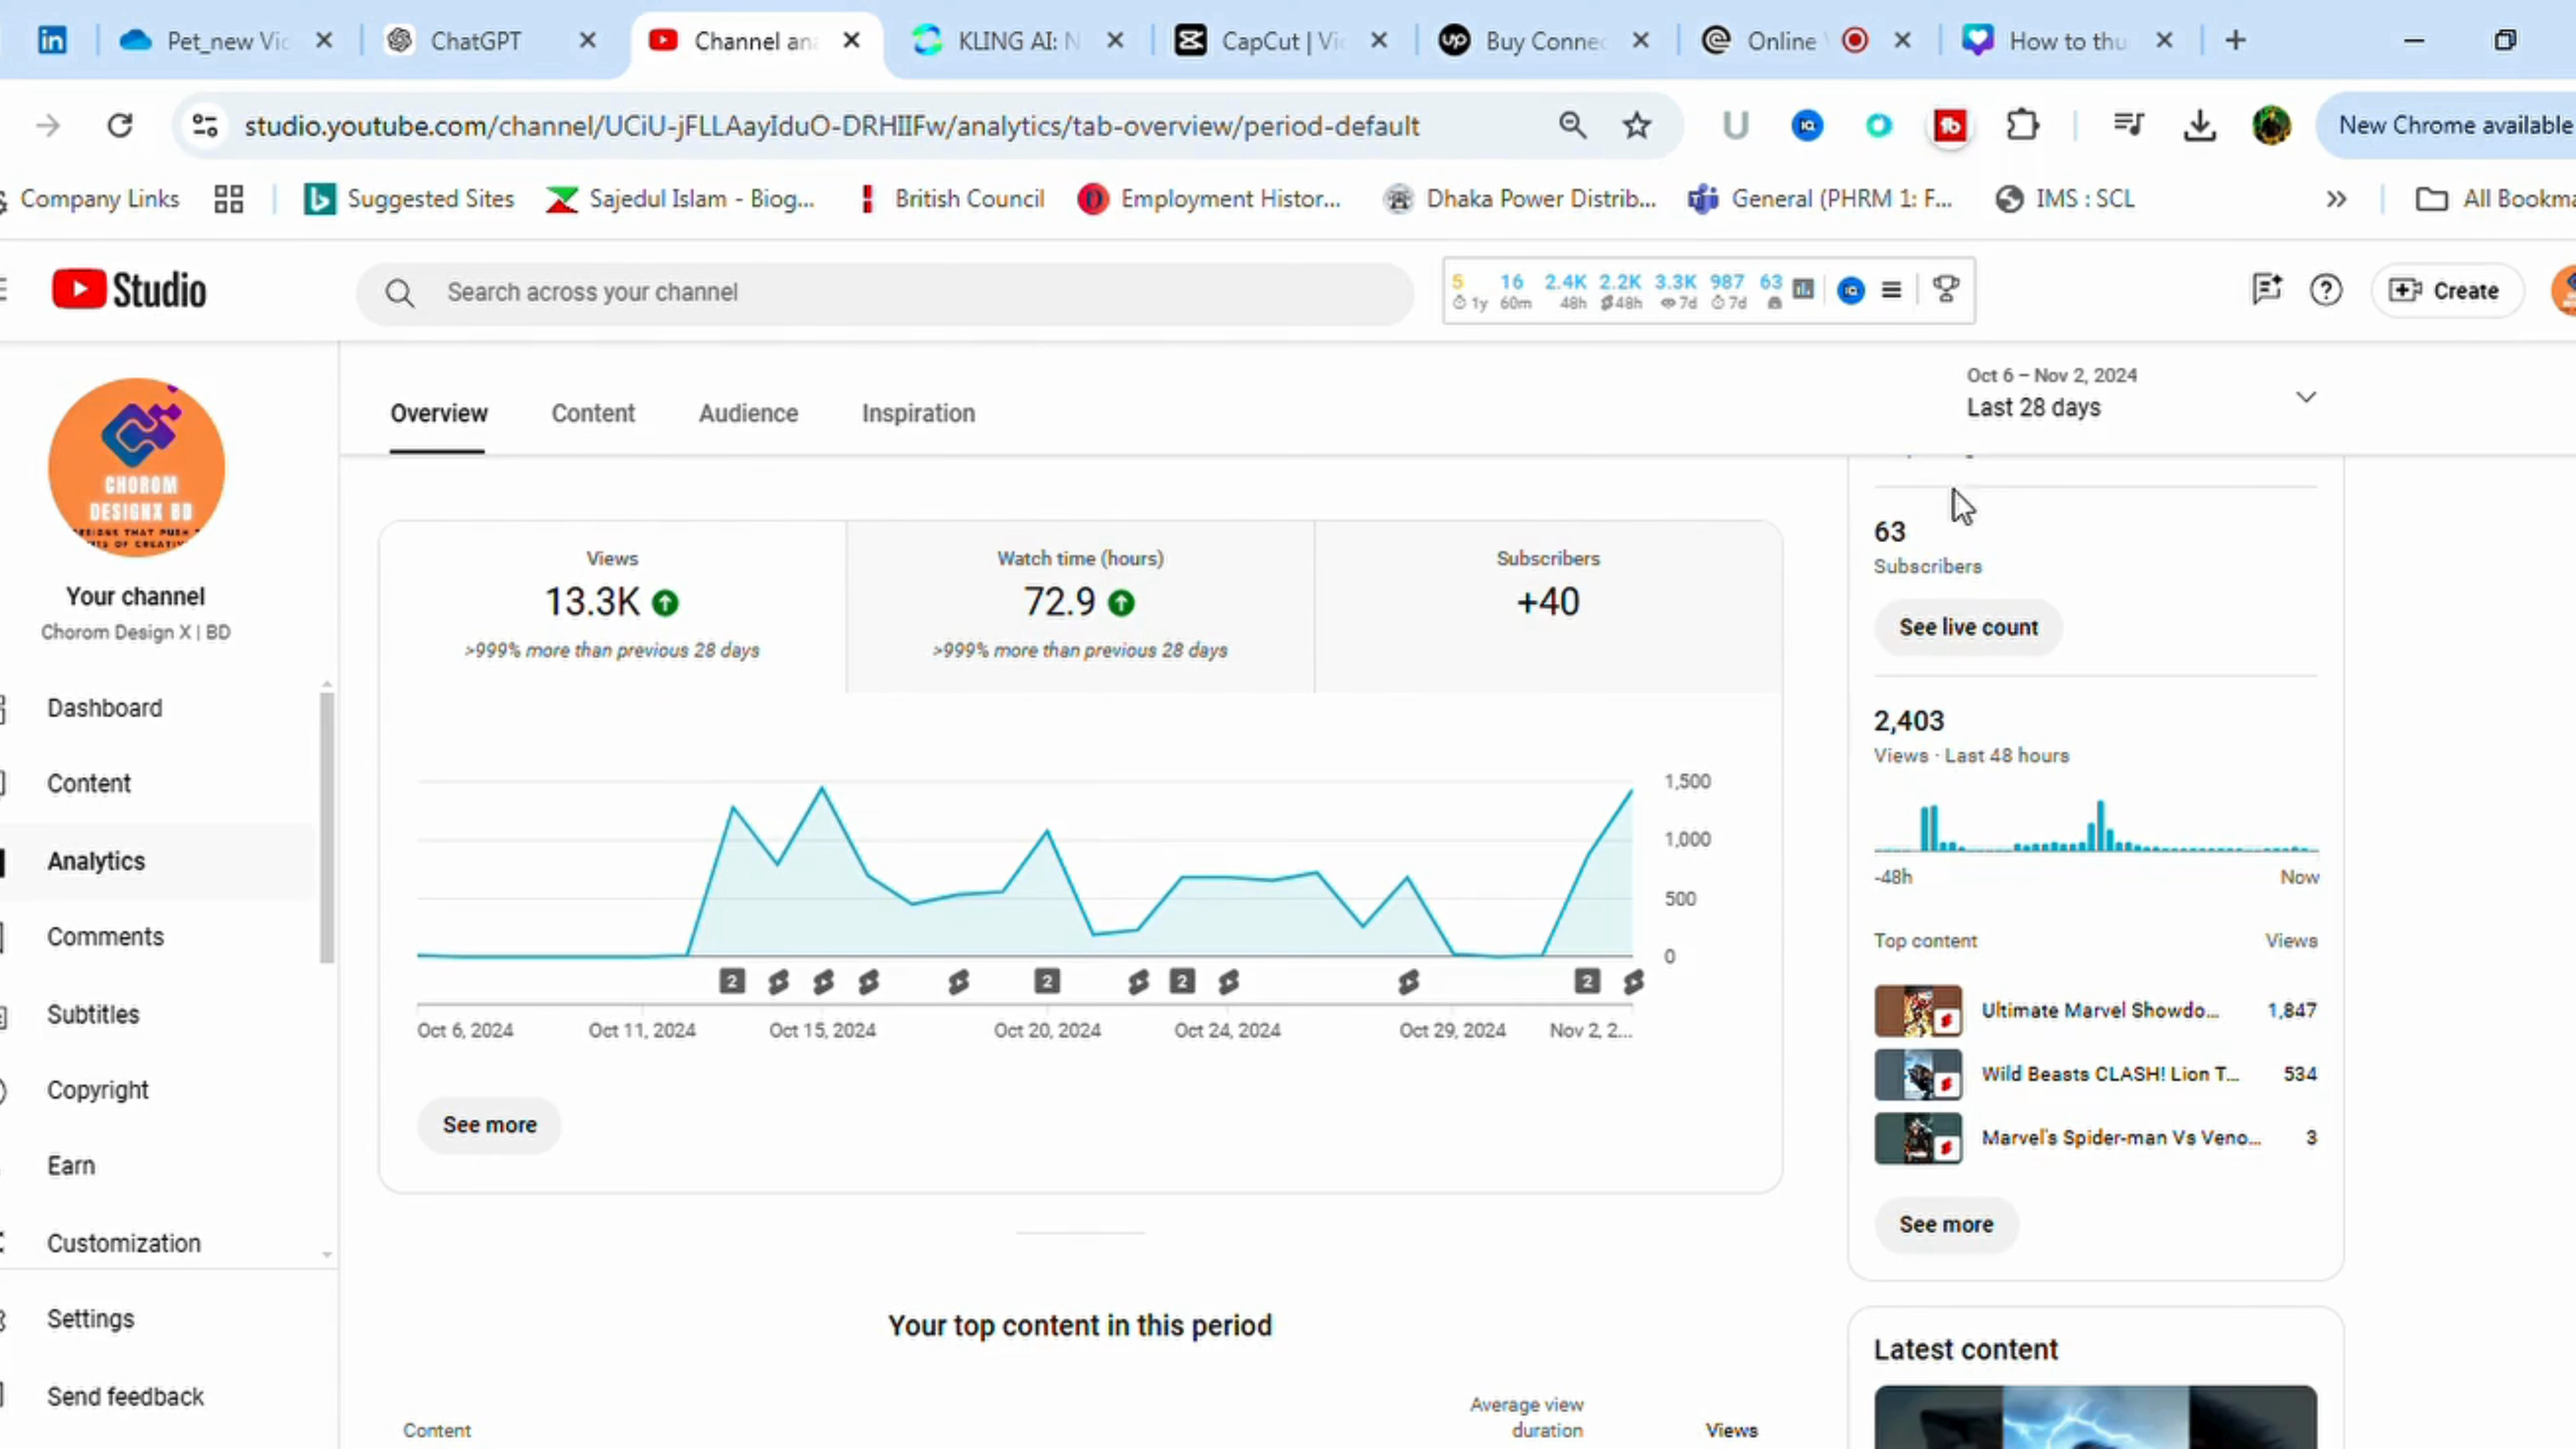 Pet_new Vic
ChatGPT
Channel ana
KLING AI: N
CapCut | Vi
Buy Connec
Online
How to thu
studio.youtube.com/channel/UCiU-jFLLAayIduO-DRHIIFw/analytics/tab-overview/period-default
New Chrome available
Company Links
Suggested Sites
Sajedul Islam - Biog...
British Council
Employment Histor...
Dhaka Power Distrib...
General (PHRM 1: F...
IMS : SCL
All Bookma
Studio
Search across your channel
5 16 2.4K 2.2K 3.3K 987 63
1y 60m 48h 48h 7d 7d
Create
CHOROM
DESIGNX BD
Your channel
Chorom Design X | BD
Dashboard
Content
Analytics
Comments
Subtitles
Copyright
Earn
Customization
Settings
Send feedback
Overview
Content
Audience
Inspiration
Oct 6 – Nov 2, 2024
Last 28 days
Views
13.3K
>999% more than previous 28 days
Watch time (hours)
72.9
>999% more than previous 28 days
Subscribers
+40
1,500
1,000
500
0
2
2
2
2
Oct 6, 2024
Oct 11, 2024
Oct 15, 2024
Oct 20, 2024
Oct 24, 2024
Oct 29, 2024
Nov 2, 2...
See more
Your top content in this period
Content
Average view
duration
Views
63
Subscribers
See live count
2,403
Views · Last 48 hours
-48h
Now
Top content
Views
Ultimate Marvel Showdo... 1,847
Wild Beasts CLASH! Lion T... 534
Marvel's Spider-man Vs Veno... 3
See more
Latest content